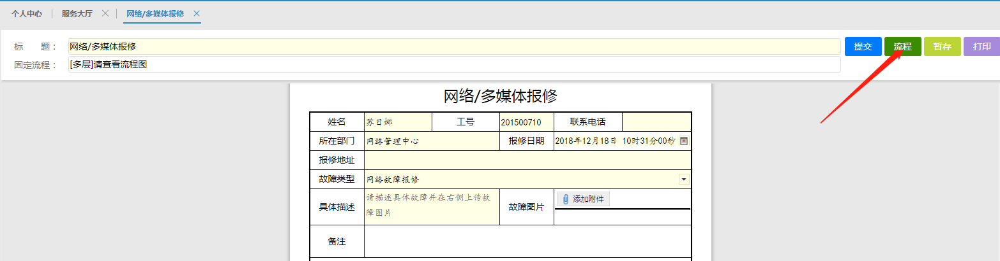 个人中心 服务大厅 网络/多媒体报修
标 题： 网络/多媒体报修 提交 流程 暂存 打印
固定流程： [多层]请查看流程图
网络/多媒体报修
姓名 苏日娜 工号 201500710 联系电话
所在部门 网络管理中心 报修日期 2018年12月18日 10时31分00秒
报修地址
故障类型 网络故障报修
具体描述 请描述具体故障并在右侧上传故
障图片 故障图片 添加附件
备注